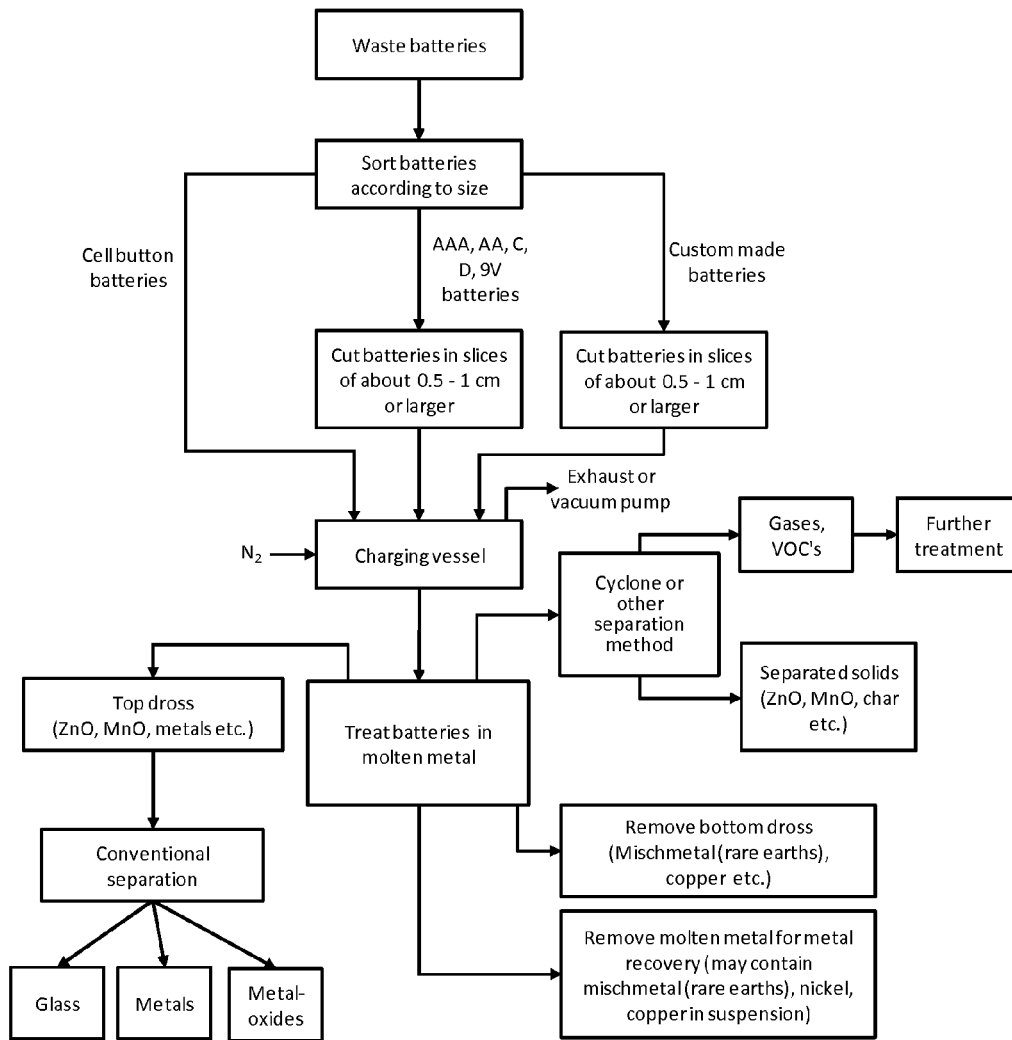 Waste batteries
Sort batteries
according to size
Cell button
batteries
AAA, AA, C,
D, 9V
batteries
Custom made
batteries
Cut batteries in slices
of about 0.5 - 1 cm
or larger
Cut batteries in slices
of about 0.5 - 1 cm
or larger
Exhaust or
vacuum pump
N₂
Charging vessel
Gases,
VOC's
Further
treatment
Cyclone or
other
separation
method
Separated solids
(ZnO, MnO, char
etc.)
Top dross
(ZnO, MnO, metals etc.)
Treat batteries in
molten metal
Conventional
separation
Remove bottom dross
(Mischmetal (rare earths),
copper etc.)
Glass
Metals
Metal-
oxides
Remove molten metal for metal
recovery (may contain
mischmetal (rare earths), nickel,
copper in suspension)